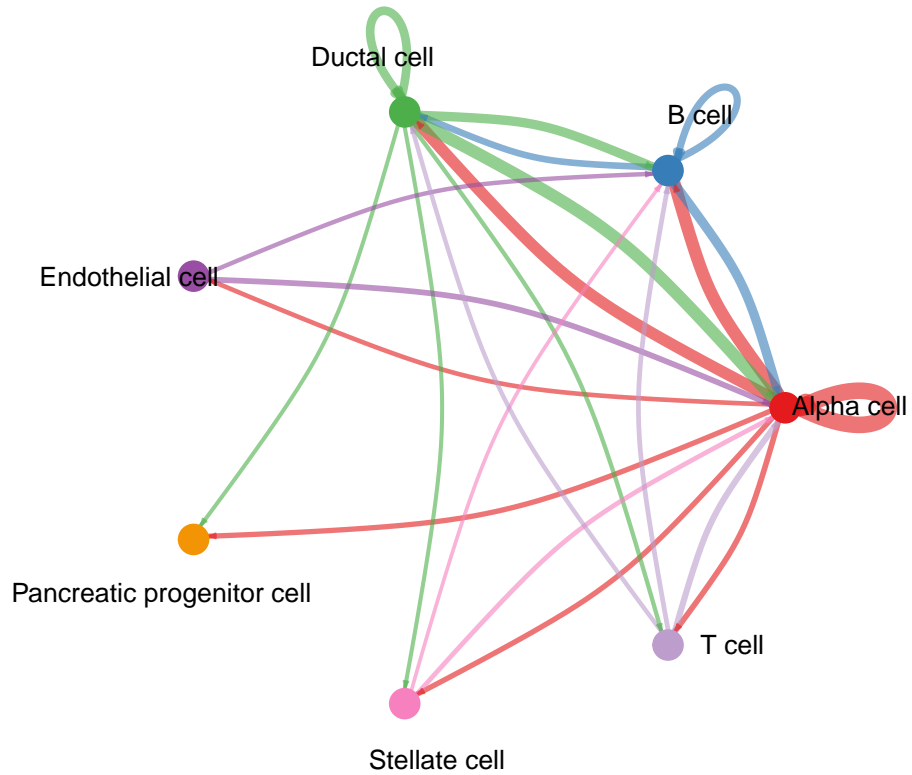 Ductal cell
B cell
Endothelial cell
Alpha cell
Pancreatic progenitor cell
T cell
Stellate cell